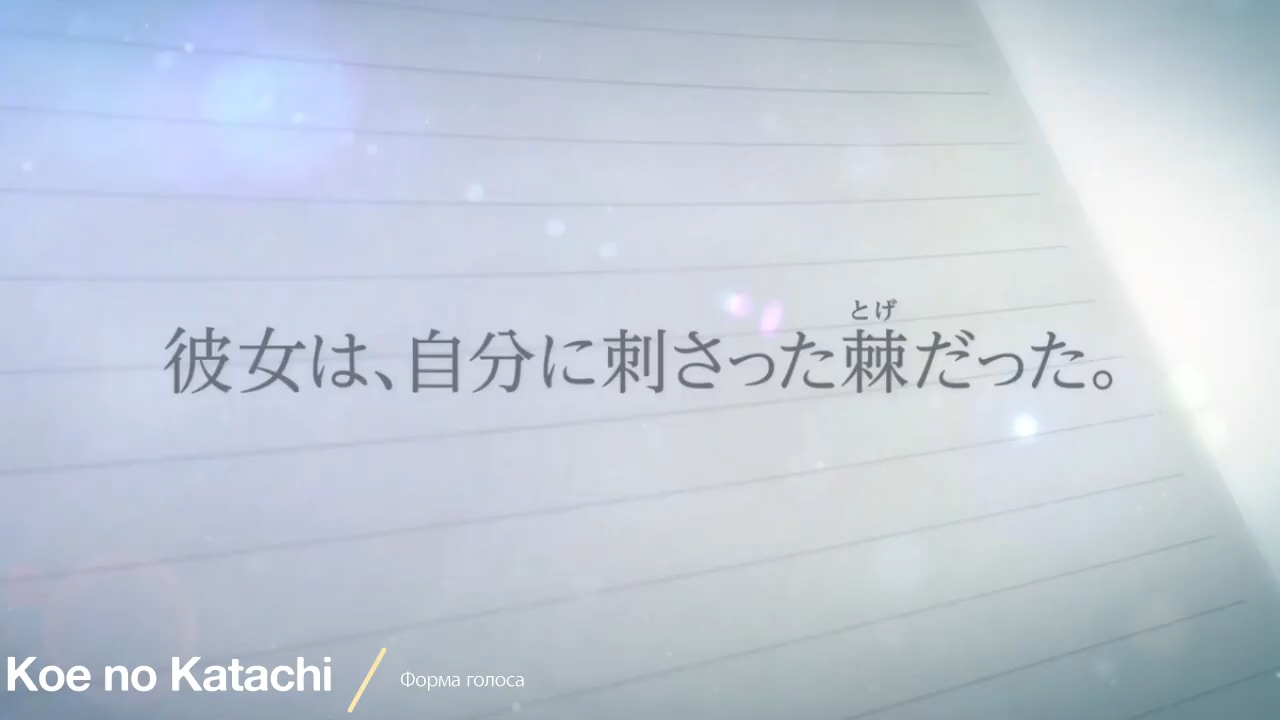 とげ
彼女は、自分に刺さった棘だった。
Koe no Katachi
Форма голоса